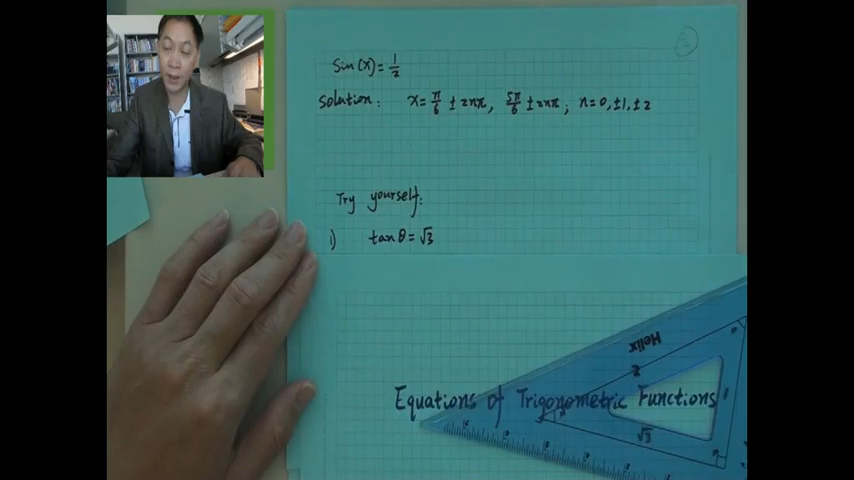 Sin(x) = 1/2
Solution: x = π/6 ± 2nπ, 5π/6 ± 2nπ; n = 0, ±1, ±2
Try yourself:
1) tan θ = √3
Helix
2
1
Equations of Trigonometric Functions
√3